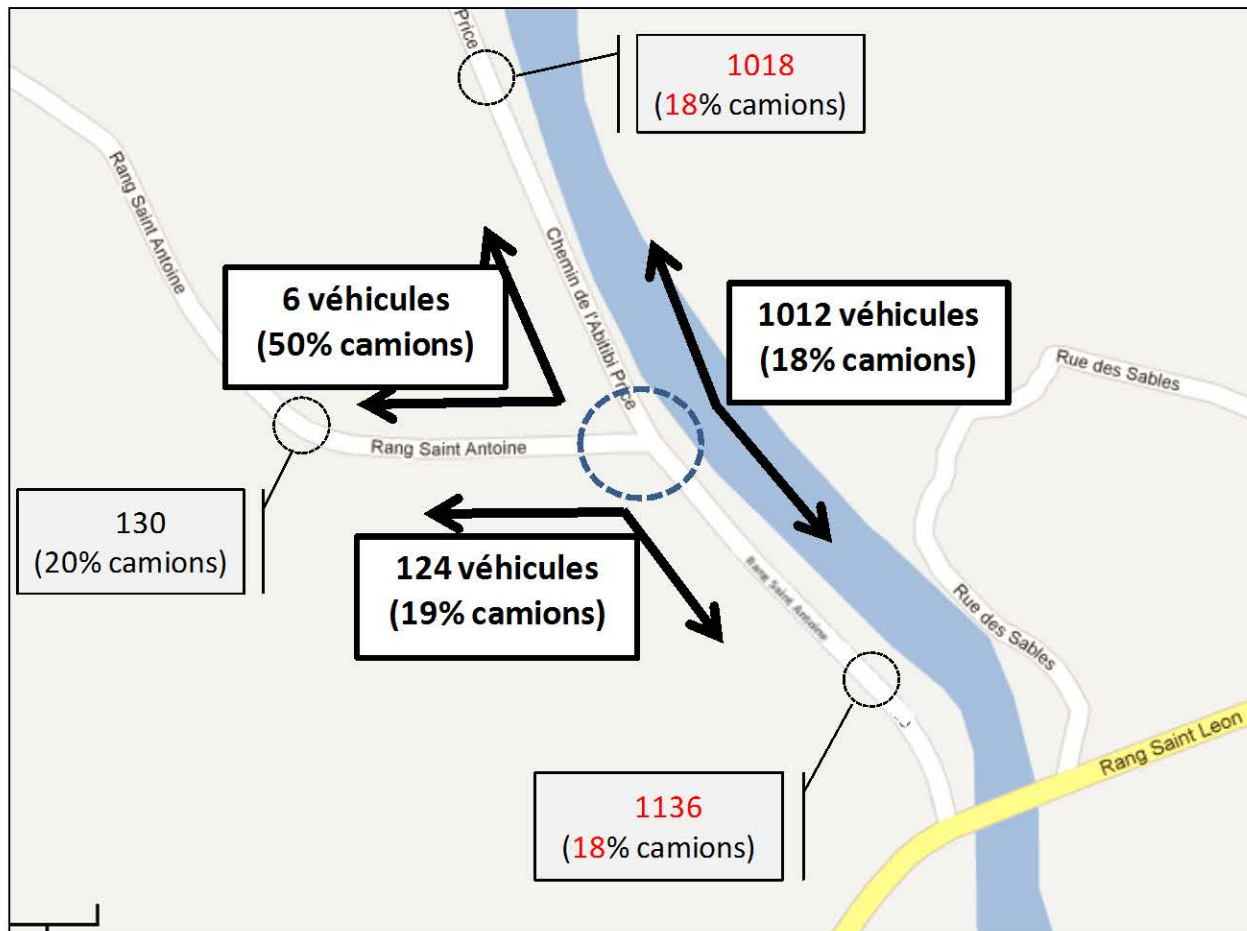 Price
1018
(18% camions)
Rang Saint Antoine
Chemin de l'Abitibi Price
6 véhicules
(50% camions)
1012 véhicules
(18% camions)
Rue des Sables
Rang Saint Antoine
130
(20% camions)
124 véhicules
(19% camions)
Rang Saint Antoine
Rue des Sables
Rang Saint Leon
1136
(18% camions)